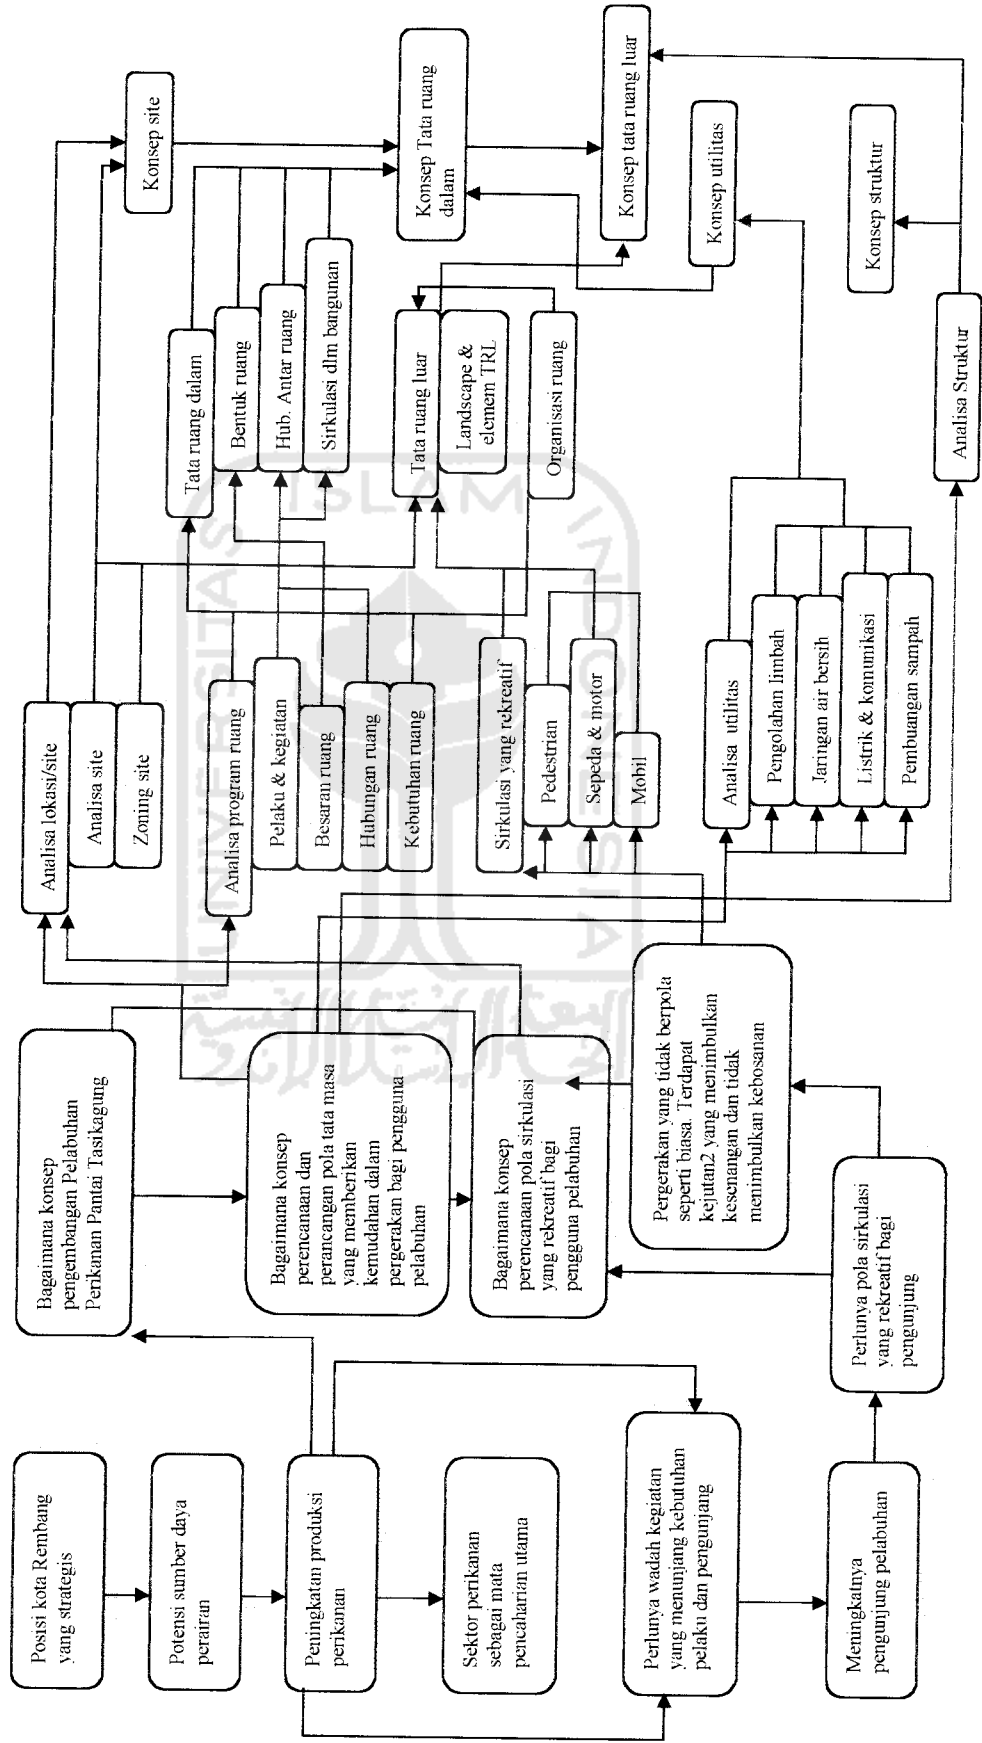 Posisi kota Rembang
yang strategis
Potensi sumber daya
perairan
Peningkatan produksi
perikanan
Sektor perikanan
sebagai mata
pencaharian utama
Perlunya wadah kegiatan
yang menunjang kebutuhan
pelaku dan pengunjang
Meningkatnya
pengunjung pelabuhan
Bagaimana konsep
pengembangan Pelabuhan
Perikanan Pantai Tasikagung
Bagaimana konsep
perencanaan dan
perancangan pola tata masa
yang memberikan
kemudahan dalam
pergerakan bagi pengguna
pelabuhan
Bagaimana konsep
perencanaan pola sirkulasi
yang rekreatif bagi
pengguna pelabuhan
Pergerakan yang tidak berpola
seperti biasa. Terdapat
kejutan2 yang menimbulkan
kesenangan dan tidak
menimbulkan kebosanan
Perlunya pola sirkulasi
yang rekreatif bagi
pengunjung
Analisa lokasi/site
Analisa site
Zoning site
Analisa program ruang
Pelaku & kegiatan
Besaran ruang
Hubungan ruang
Kebutuhan ruang
Sirkulasi yang rekreatif
Pedestrian
Sepeda & motor
Mobil
Analisa utilitas
Pengolahan limbah
Jaringan air bersih
Listrik & komunikasi
Pembuangan sampah
Tata ruang dalam
Bentuk ruang
Hub. Antar ruang
Sirkulasi dlm bangunan
Tata ruang luar
Landscape &
elemem TRL
Organisasi ruang
Analisa Struktur
Konsep site
Konsep Tata ruang
dalam
Konsep tata ruang luar
Konsep utilitas
Konsep struktur
UNIVERSITAS
ISLAM
INDONESIA